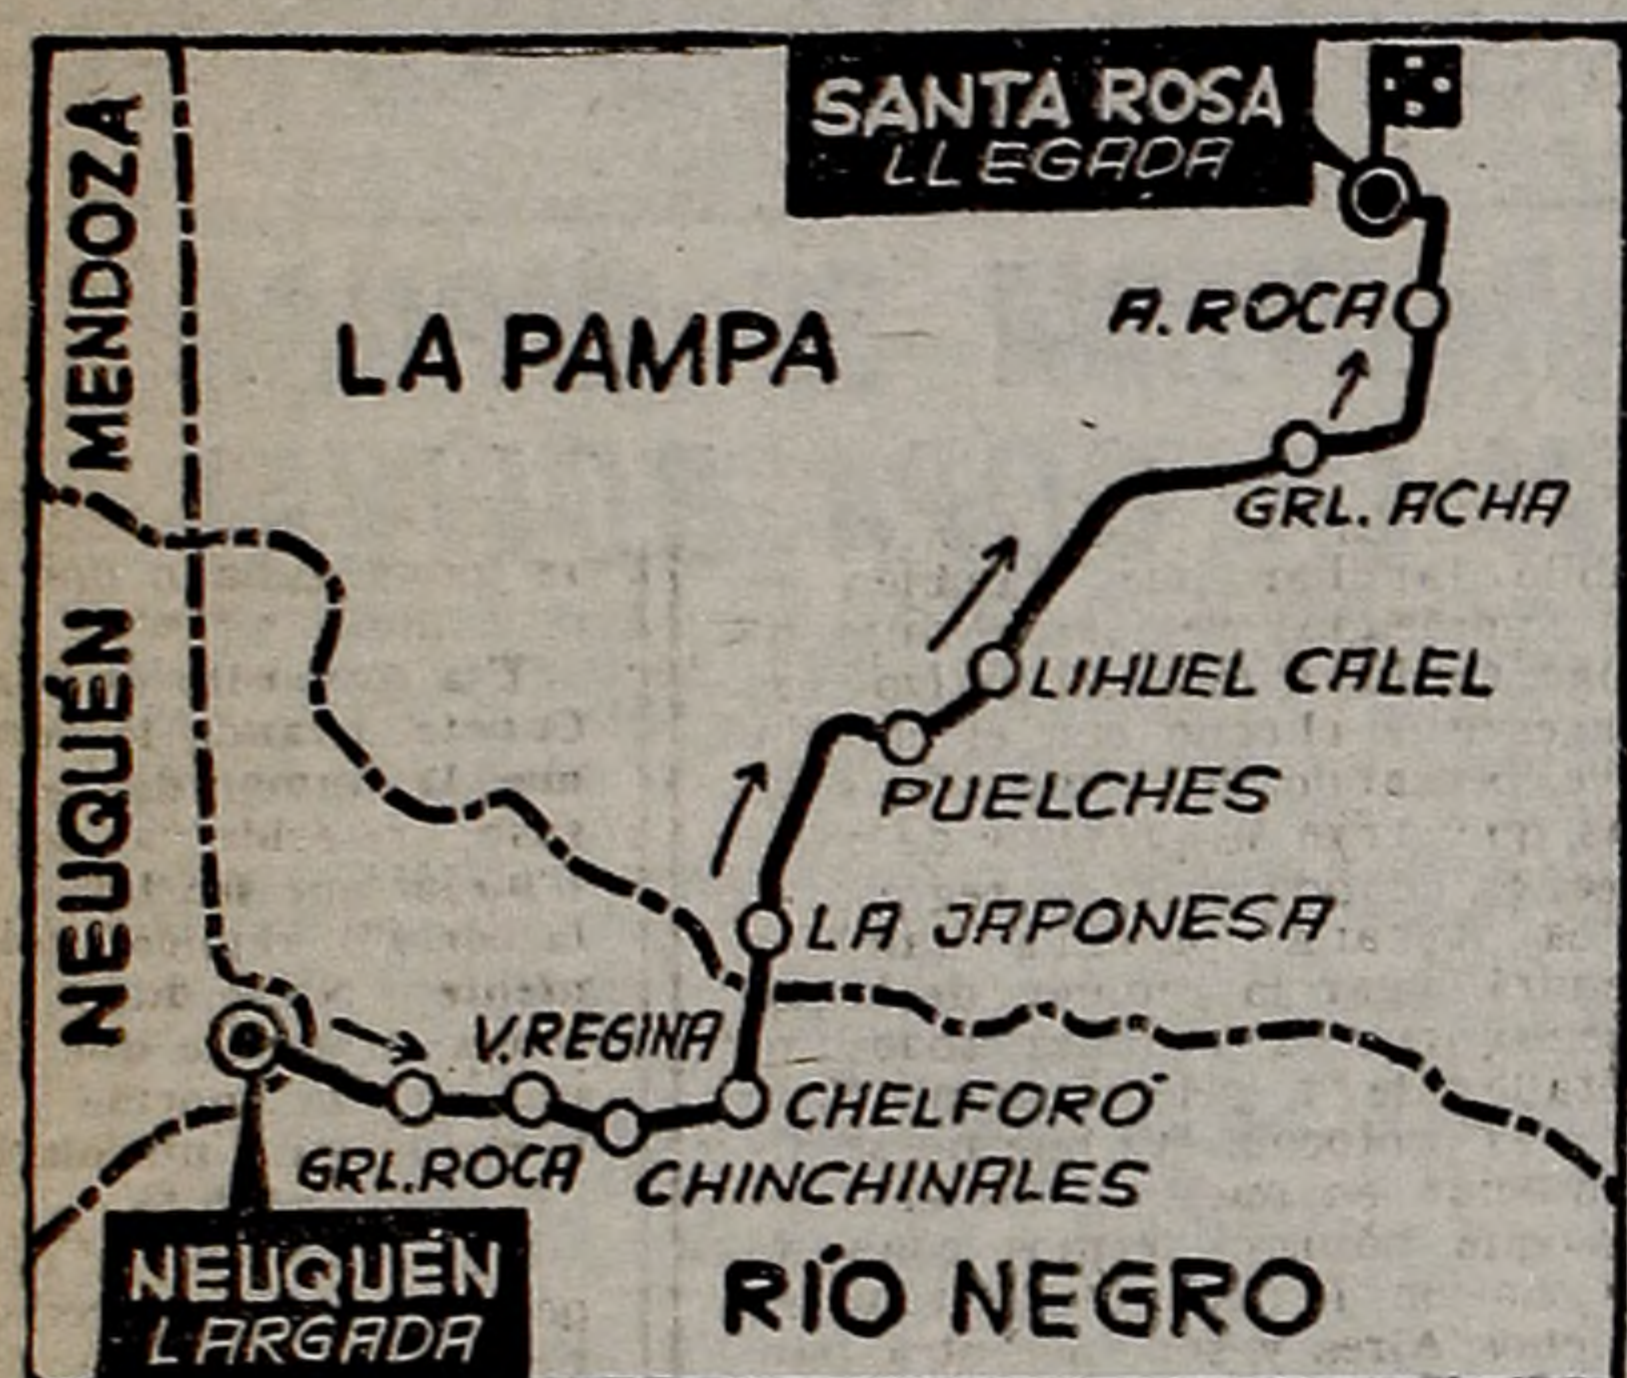 SANTA ROSA
LLEGADA
MENDOZA
A. ROCA
LA PAMPA
GRL. ACHA
NEUQUÉN
LIHUEL CALEL
PUELCHES
LA JAPONESA
V. REGINA
CHELFORÓ
GRL. ROCA
CHINCHINALES
NEUQUÉN
LARGADA
RÍO NEGRO